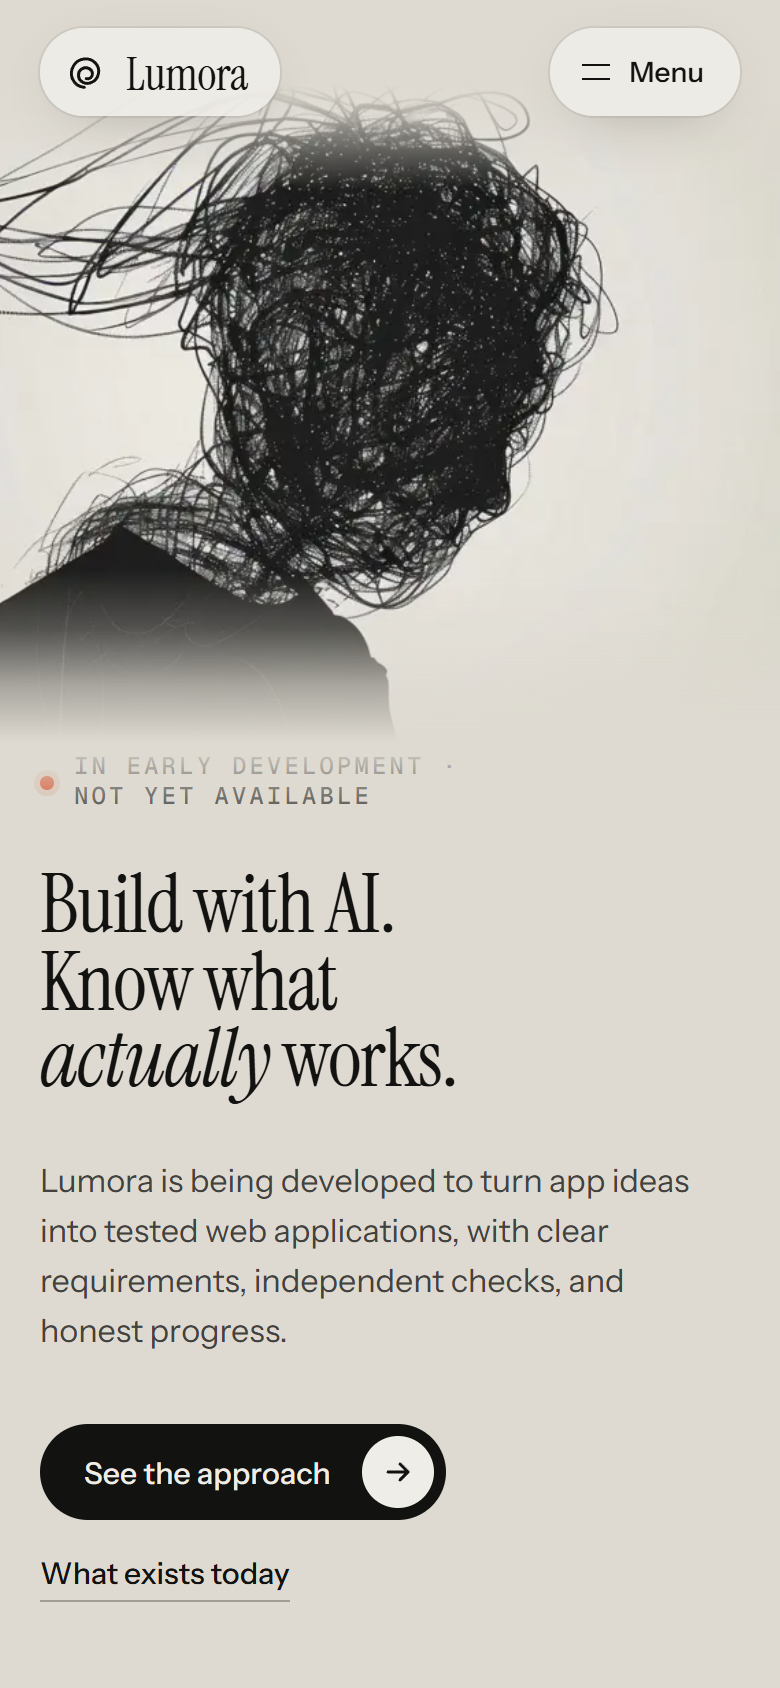 Lumora
Menu
IN EARLY DEVELOPMENT ·
NOT YET AVAILABLE
Build with AI.
Know what
actually works.
Lumora is being developed to turn app ideas
into tested web applications, with clear
requirements, independent checks, and
honest progress.
See the approach
What exists today